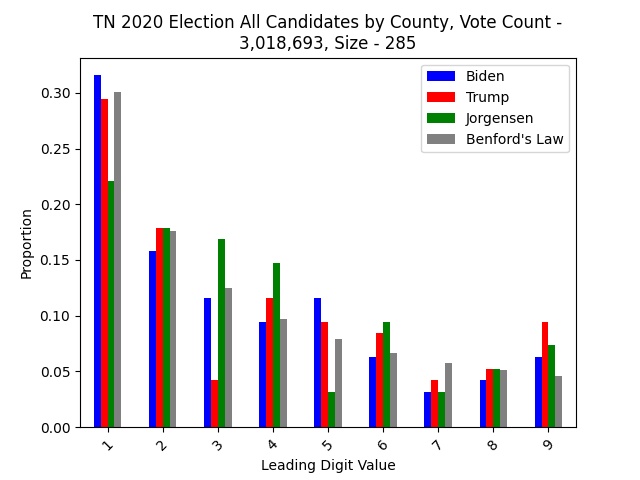 TN 2020 Election All Candidates by County, Vote Count -
3,018,693, Size - 285
Biden
Trump
Jorgensen
Benford's Law
Proportion
0.30
0.25
0.20
0.15
0.10
0.05
0.00
1 2 3 4 5 6 7 8 9
Leading Digit Value